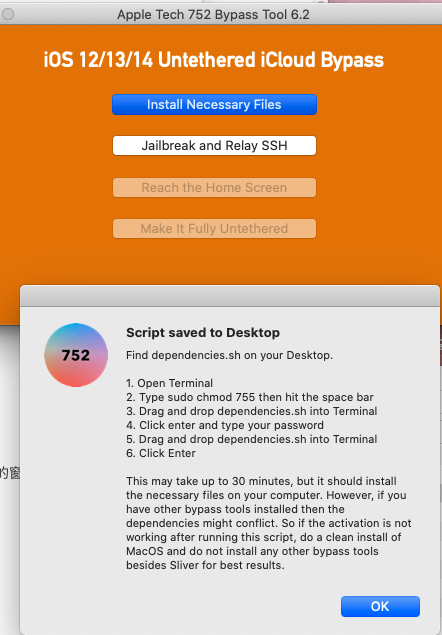 Apple Tech 752 Bypass Tool 6.2
iOS 12/13/14 Untethered iCloud Bypass
Install Necessary Files
Jailbreak and Relay SSH
Reach the Home Screen
Make It Fully Untethered
752
Script saved to Desktop
Find dependencies.sh on your Desktop.
1. Open Terminal
2. Type sudo chmod 755 then hit the space bar
3. Drag and drop dependencies.sh into Terminal
4. Click enter and type your password
5. Drag and drop dependencies.sh into Terminal
6. Click Enter
This may take up to 30 minutes, but it should install
the necessary files on your computer. However, if you
have other bypass tools installed then the
dependencies might conflict. So if the activation is not
working after running this script, do a clean install of
MacOS and do not install any other bypass tools
besides Sliver for best results.
的窗
OK